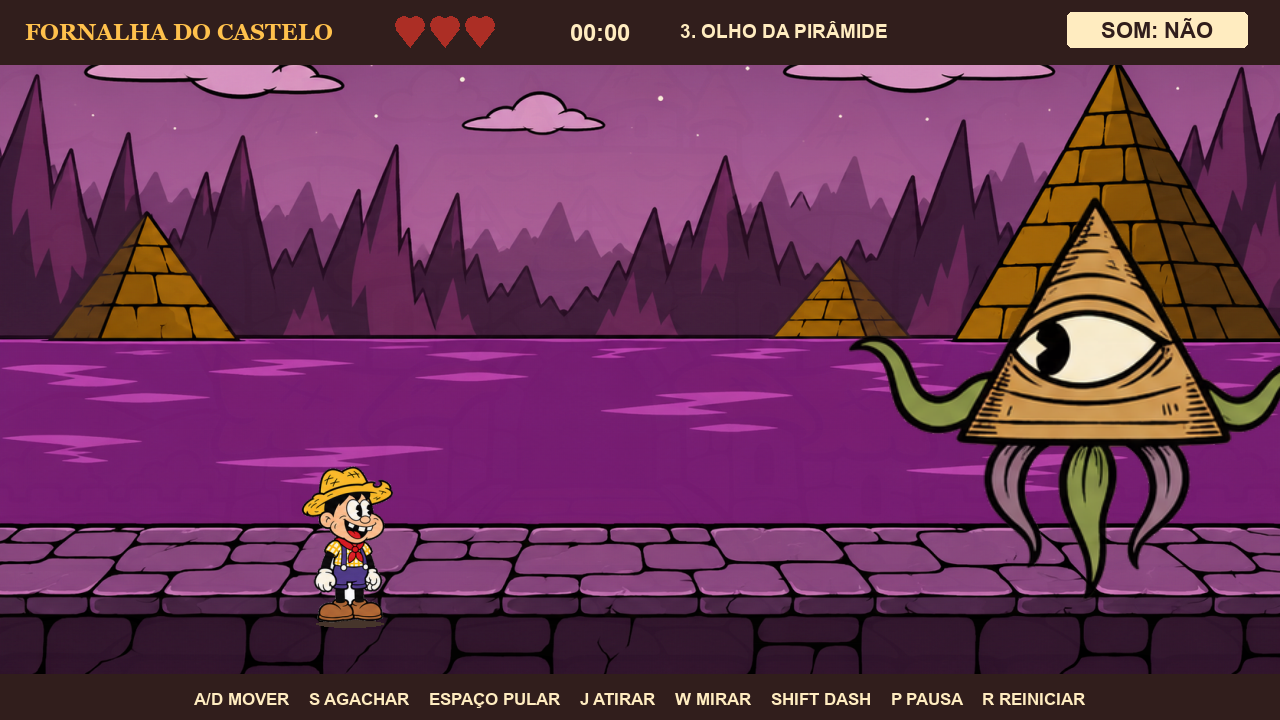 FORNALHA DO CASTELO
00:00
3. OLHO DA PIRÂMIDE
SOM: NÃO
A/D MOVER S AGACHAR ESPAÇO PULAR J ATIRAR W MIRAR SHIFT DASH P PAUSA R REINICIAR